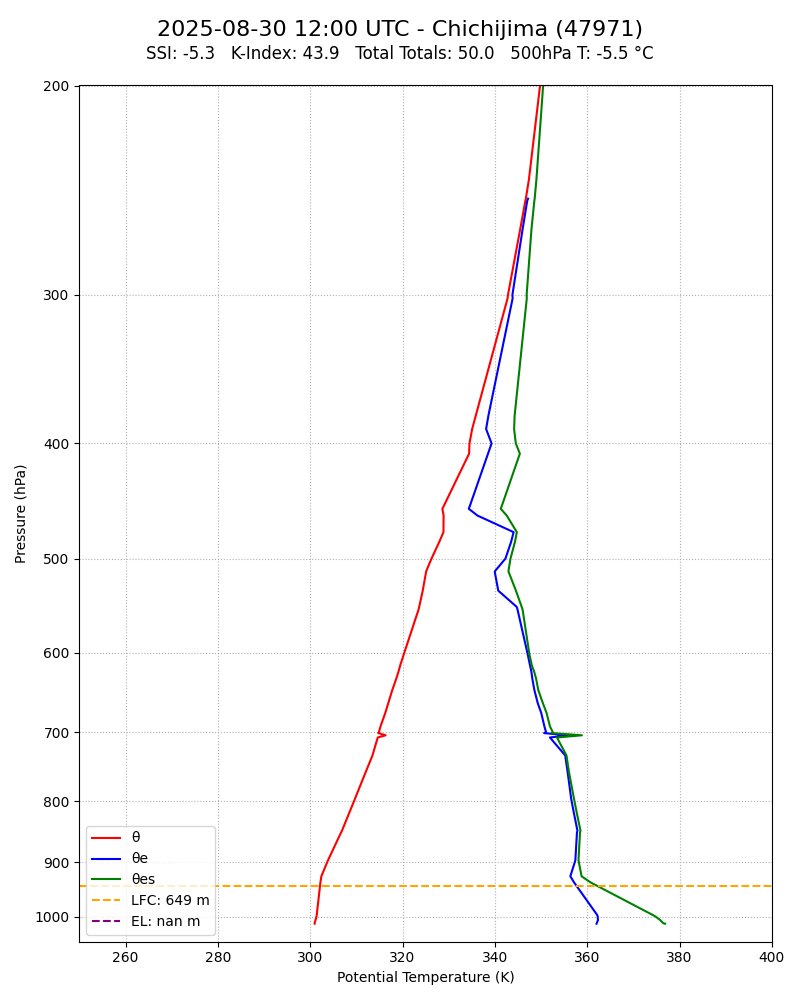 2025-08-30 12:00 UTC - Chichijima (47971)
SSI: -5.3   K-Index: 43.9   Total Totals: 50.0   500hPa T: -5.5 °C
200
300
400
500
600
700
800
900
1000
Pressure (hPa)
θ
θe
θes
LFC: 649 m
EL: nan m
260 280 300 320 340 360 380 400
Potential Temperature (K)